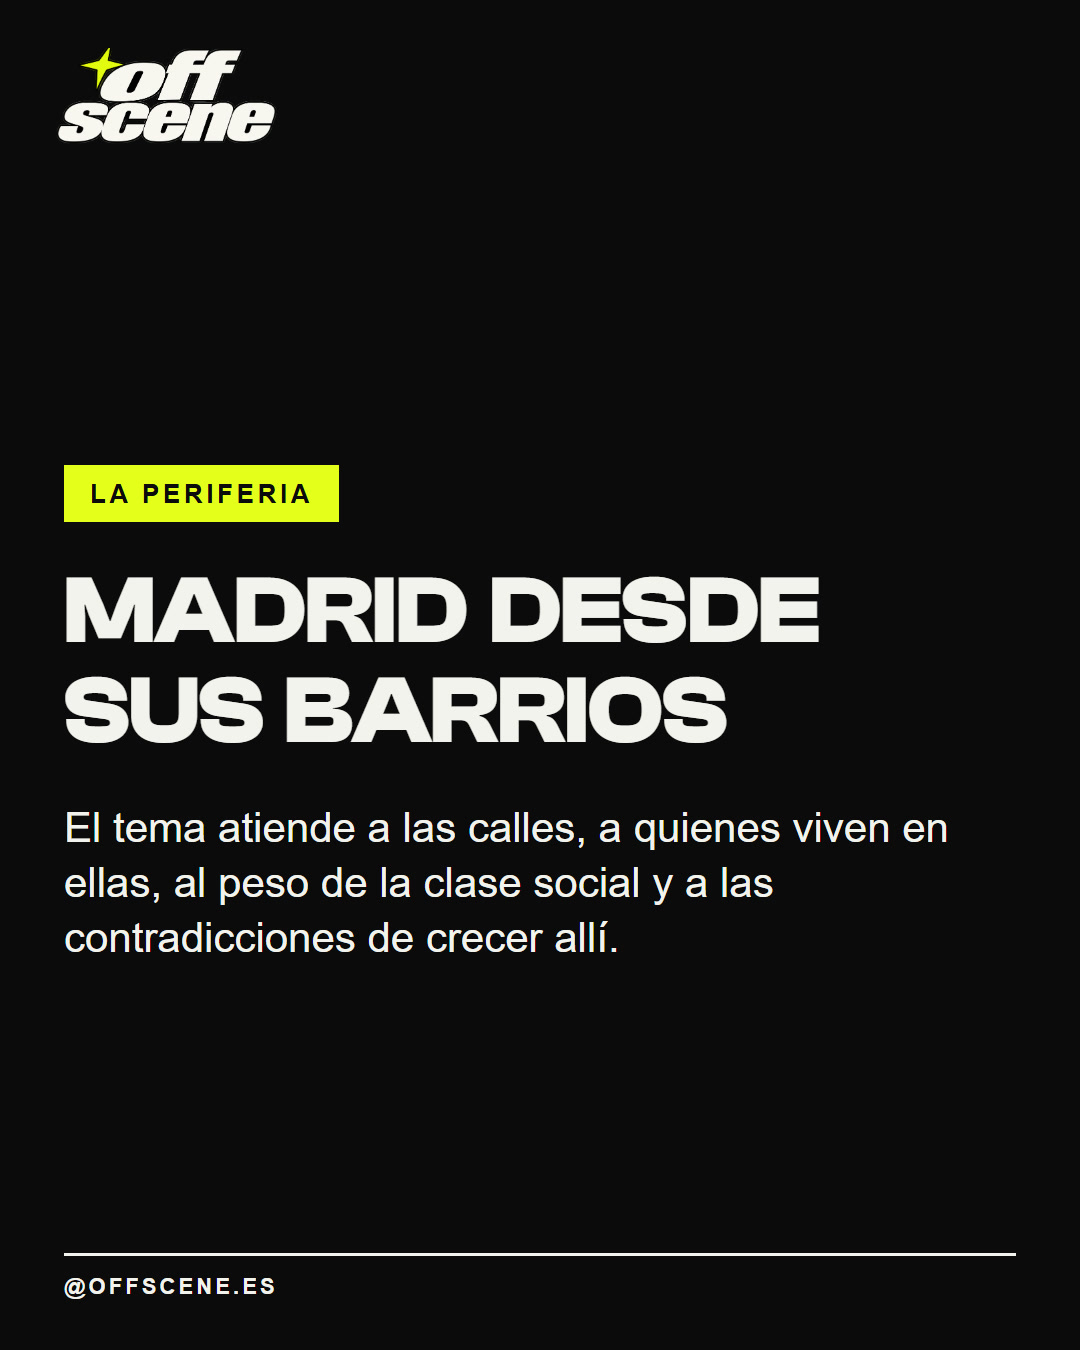 off
scene
LA PERIFERIA
MADRID DESDE
SUS BARRIOS
El tema atiende a las calles, a quienes viven en
ellas, al peso de la clase social y a las
contradicciones de crecer allí.
@OFFSCENE.ES